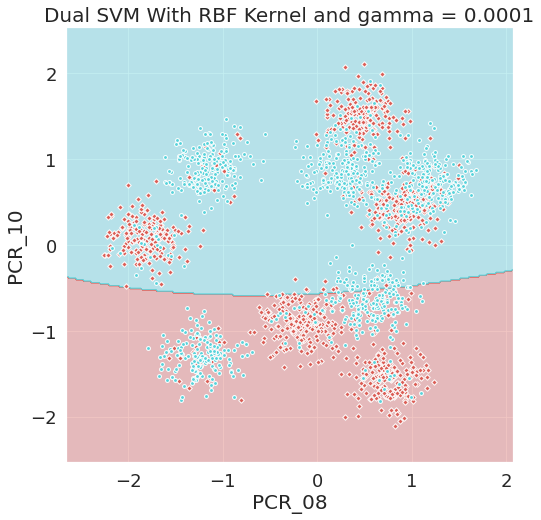 Dual SVM With RBF Kernel and gamma = 0.0001
2
1
0
−1
−2
PCR_10
−2 −1 0 1 2
PCR_08